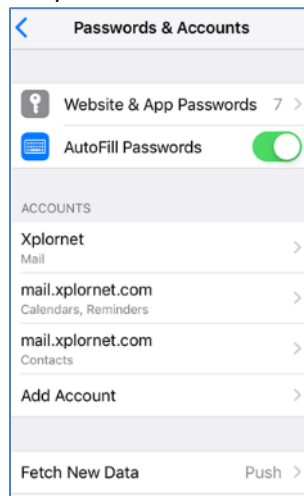 Passwords & Accounts
Website & App Passwords 7
AutoFill Passwords
ACCOUNTS
Xplornet
Mail
mail.xplornet.com
Calendars, Reminders
mail.xplornet.com
Contacts
Add Account
Fetch New Data Push